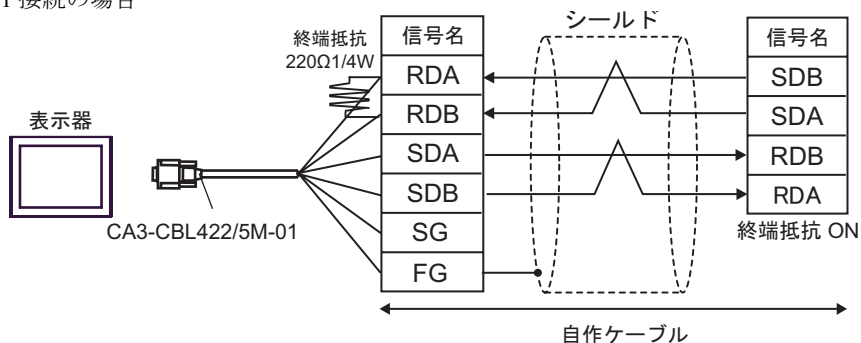 1接続の場合
シールド
終端抵抗
220Ω1/4W
信号名
信号名
RDA
SDB
RDB
SDA
表示器
SDA
RDB
SDB
RDA
CA3-CBL422/5M-01
SG
終端抵抗 ON
FG
自作ケーブル